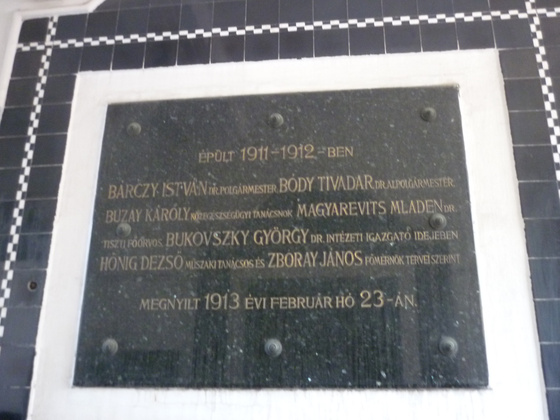 ÉPÜLT 1911-1912-BEN
BÁRCZY ISTVÁN DR. POLGÁRMESTER, BÓDY TIVADAR DR. ALPOLGÁRMESTER,
BUZAY KÁROLY KÖZEGÉSZSÉGÜGYI TANÁCSNOK, MAGYAREVITS MLADEN DR.
TISZTI FŐORVOS, BUKOVSZKY GYÖRGY DR. INTÉZETI IGAZGATÓ IDEJÉBEN
HÖNIG DEZSŐ MŰSZAKI TANÁCSOS ÉS ZBORAY JÁNOS FŐMÉRNÖK TERVEI SZERINT
MEGNYILT 1913 ÉVI FEBRUÁR HÓ 23-ÁN.